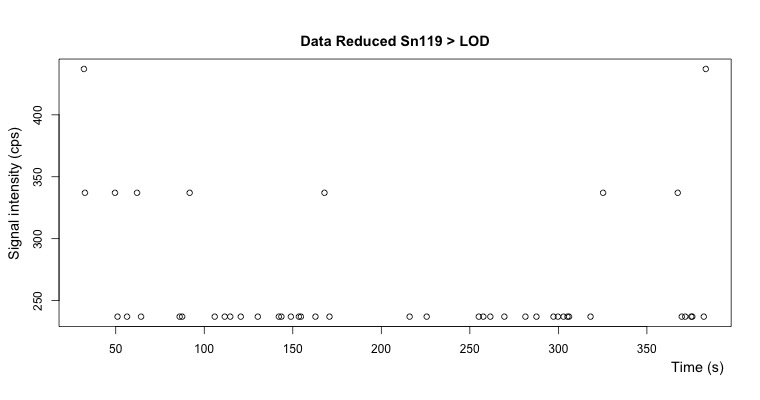 Data Reduced Sn119 > LOD
Signal intensity (cps)
400
350
300
250
50 100 150 200 250 300 350
Time (s)